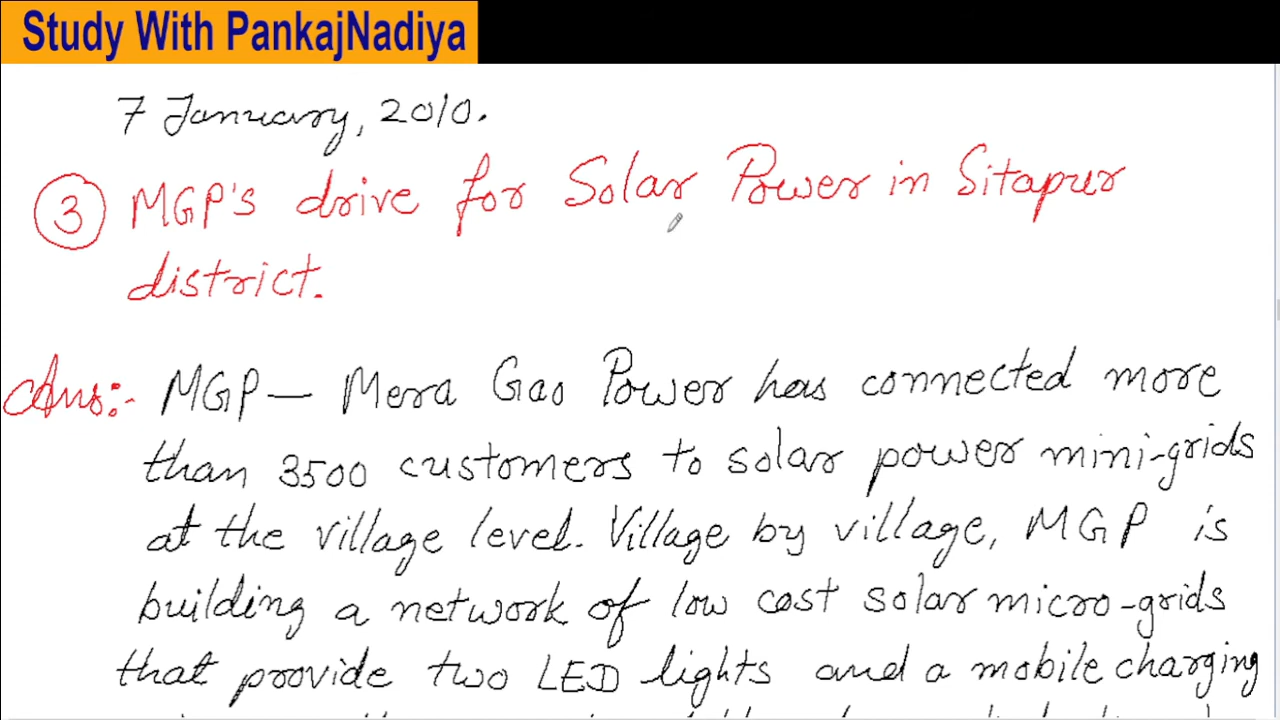 Study With PankajNadiya
7 January, 2010.
3 MGP's drive for Solar Power in Sitapur
district.
Ans:- MGP— Mera Gao Power has connected more
than 3500 customers to solar power mini-grids
at the village level. Village by village, MGP is
building a network of low cost solar micro-grids
that provide two LED lights and a mobile charging